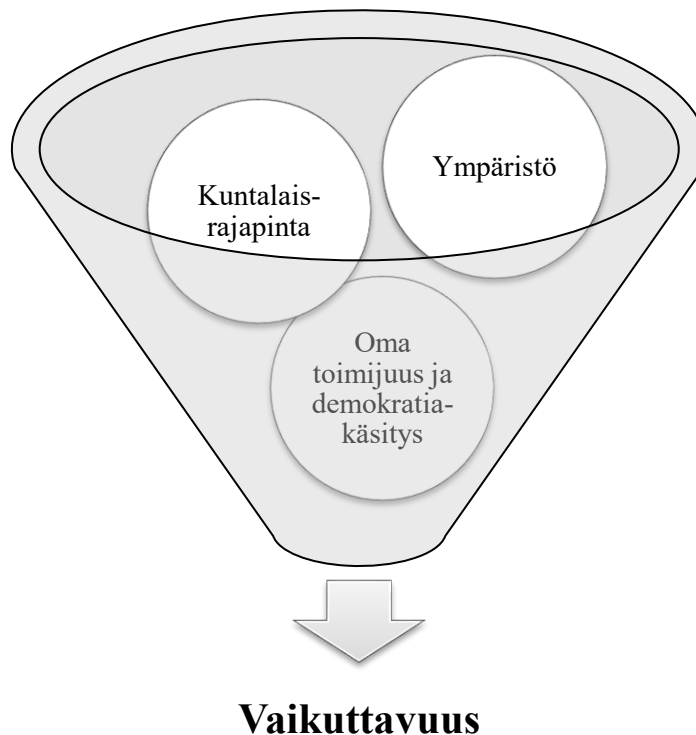 Ympäristö
Kuntalais-
rajapinta
Oma
toimijuus ja
demokratia-
käsitys
Vaikuttavuus